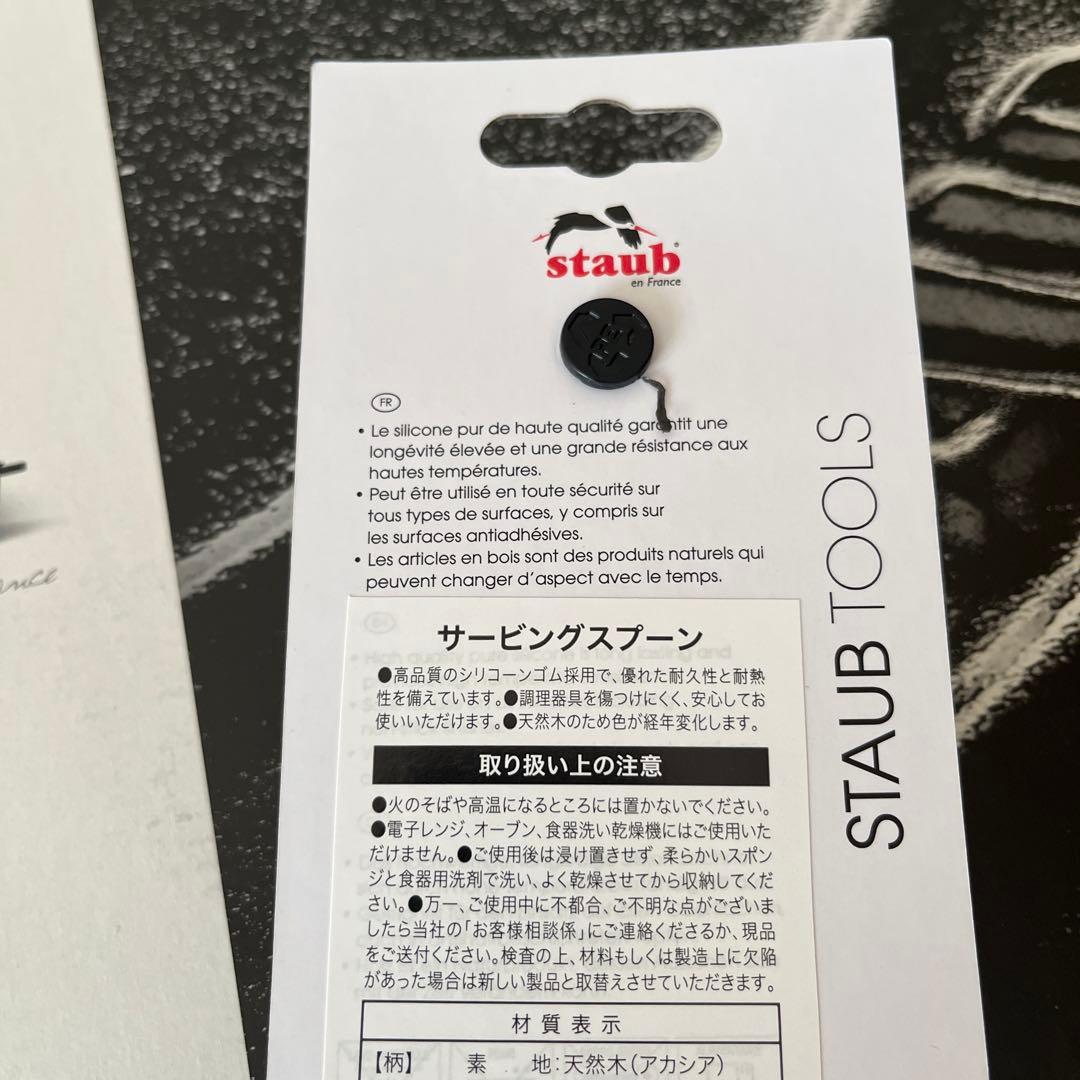 staub
en France
FR
• Le silicone pur de haute qualité garantit une
longévité élevée et une grande résistance aux
hautes températures.
• Peut être utilisé en toute sécurité sur
tous types de surfaces, y compris sur
les surfaces antiadhésives.
• Les articles en bois sont des produits naturels qui
peuvent changer d'aspect avec le temps.
STAUB TOOLS
サービングスプーン
●高品質のシリコーンゴム採用で、優れた耐久性と耐熱
性を備えています。●調理器具を傷つけにくく、安心してお
使いいただけます。●天然木のため色が経年変化します。
取り扱い上の注意
●火のそばや高温になるところには置かないでください。
●電子レンジ、オーブン、食器洗い乾燥機にはご使用いた
だけません。●ご使用後は浸け置きせず、柔らかいスポン
ジと食器用洗剤で洗い、よく乾燥させてから収納してくだ
さい。●万一、ご使用中に不都合、ご不明な点がございま
したら当社の「お客様相談係」にご連絡くださるか、現品
をご送付ください。検査の上、材料もしくは製造上に欠陥
があった場合は新しい製品と取替えさせていただきます。
材質表示
【柄】 素 地：天然木（アカシア）